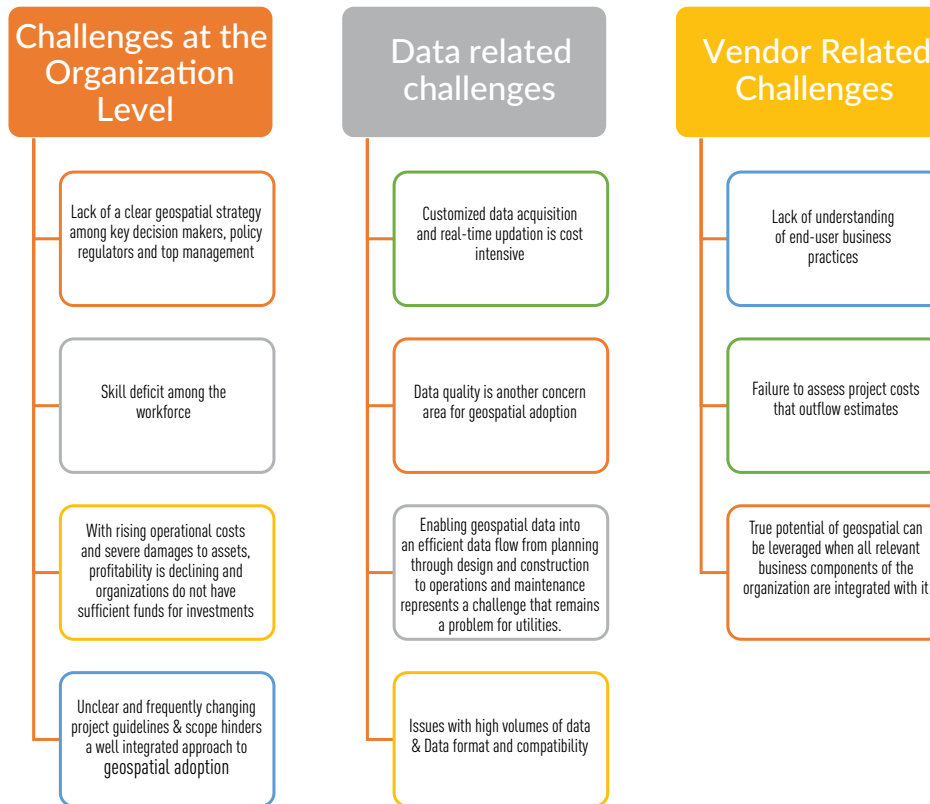 Challenges at the
Organization
Level
Lack of a clear geospatial strategy
among key decision makers, policy
regulators and top management
Skill deficit among the
workforce
With rising operational costs
and severe damages to assets,
profitability is declining and
organizations do not have
sufficient funds for investments
Unclear and frequently changing
project guidelines & scope hinders
a well integrated approach to
geospatial adoption
Data related
challenges
Customized data acquisition
and real-time updation is cost
intensive
Data quality is another concern
area for geospatial adoption
Enabling geospatial data into
an efficient data flow from planning
through design and construction
to operations and maintenance
represents a challenge that remains
a problem for utilities.
Issues with high volumes of data
& Data format and compatibility
Vendor Related
Challenges
Lack of understanding
of end-user business
practices
Failure to assess project costs
that outflow estimates
True potential of geospatial can
be leveraged when all relevant
business components of the
organization are integrated with it